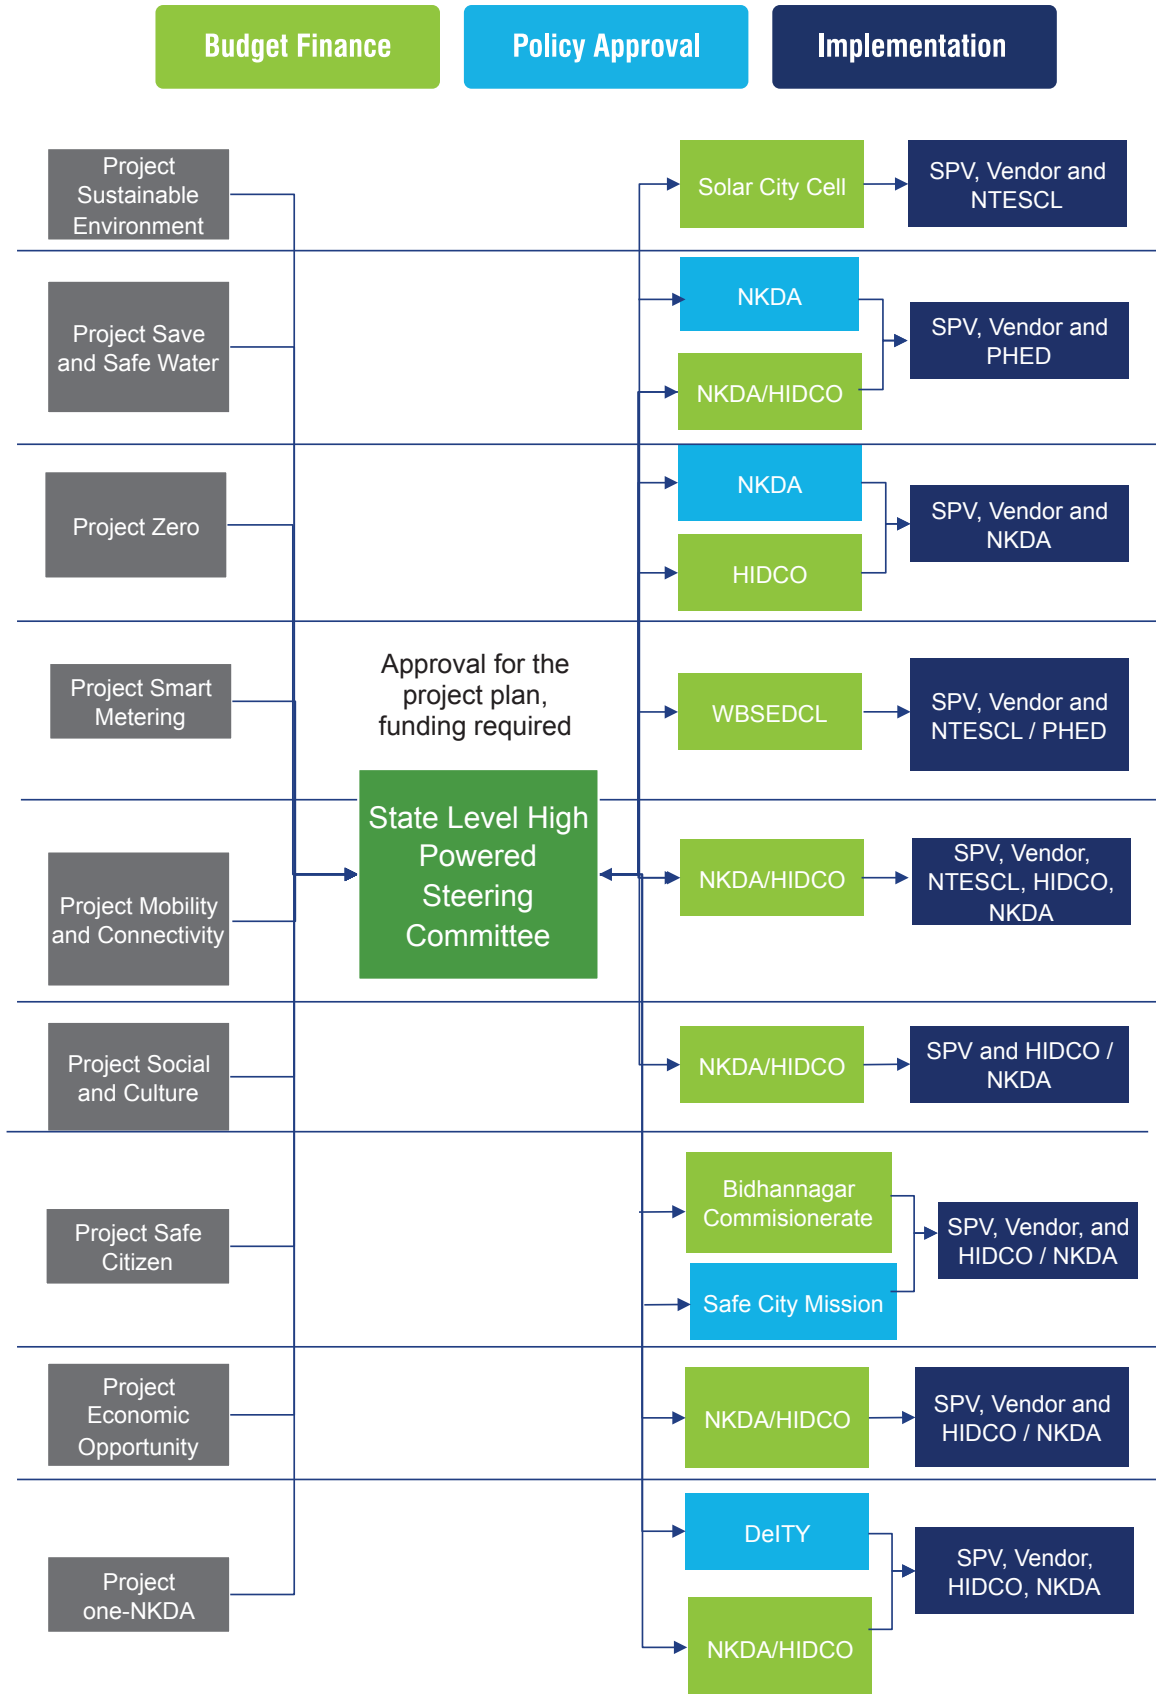 Budget Finance
Policy Approval
Implementation
Project
Sustainable
Environment
Solar City Cell
SPV, Vendor and
NTESCL
Project Save
and Safe Water
NKDA
NKDA/HIDCO
SPV, Vendor and
PHED
Project Zero
NKDA
HIDCO
SPV, Vendor and
NKDA
Project Smart
Metering
Approval for the
project plan,
funding required
WBSEDCL
SPV, Vendor and
NTESCL / PHED
State Level High
Powered
Steering
Committee
Project Mobility
and Connectivity
NKDA/HIDCO
SPV, Vendor,
NTESCL, HIDCO,
NKDA
Project Social
and Culture
NKDA/HIDCO
SPV and HIDCO /
NKDA
Project Safe
Citizen
Bidhannagar
Commisionerate
Safe City Mission
SPV, Vendor, and
HIDCO / NKDA
Project
Economic
Opportunity
NKDA/HIDCO
SPV, Vendor and
HIDCO / NKDA
Project
one-NKDA
DeITY
NKDA/HIDCO
SPV, Vendor,
HIDCO, NKDA